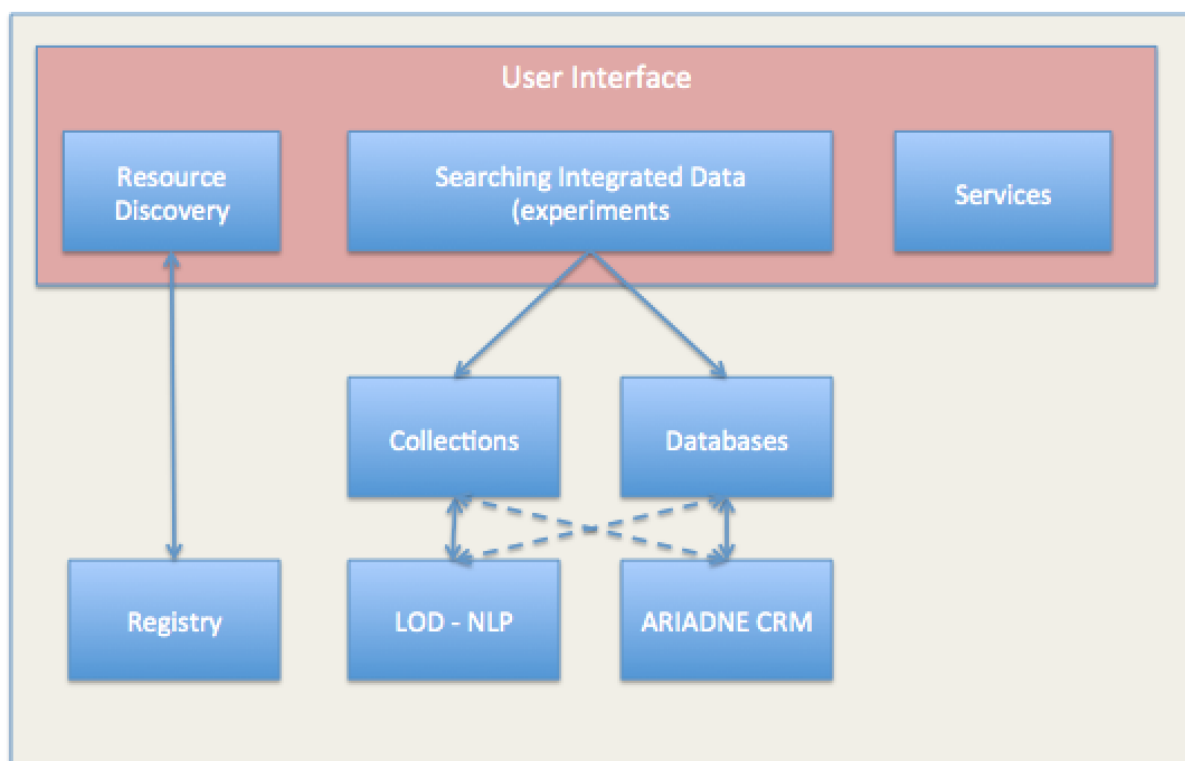 User Interface
Resource
Discovery
Searching Integrated Data
(experiments
Services
Collections
Databases
Registry
LOD - NLP
ARIADNE CRM